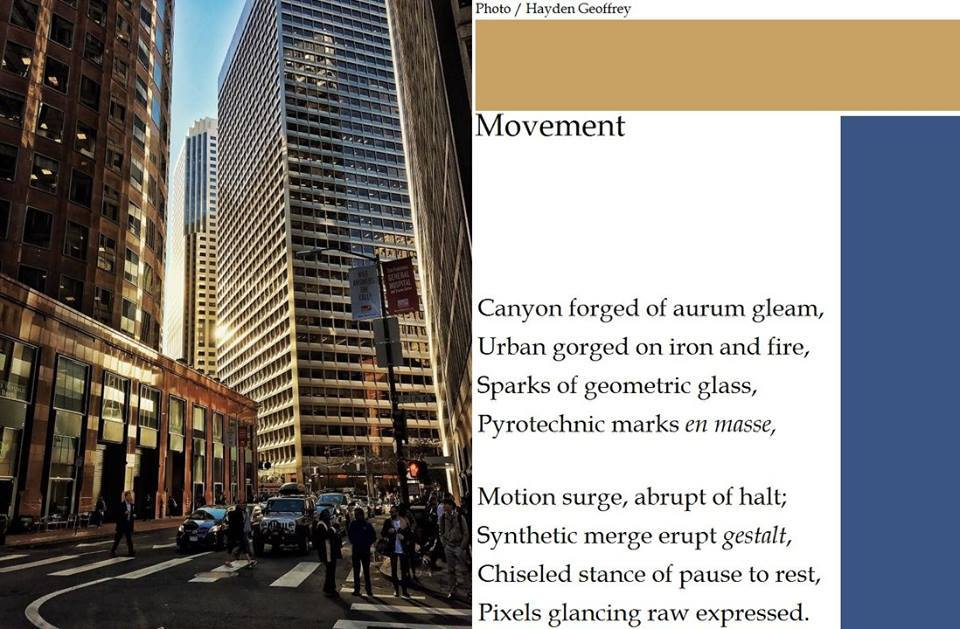 Photo / Hayden Geoffrey
Movement
Canyon forged of aurum gleam,
Urban gorged on iron and fire,
Sparks of geometric glass,
Pyrotechnic marks en masse,
Motion surge, abrupt of halt;
Synthetic merge erupt gestalt,
Chiseled stance of pause to rest,
Pixels glancing raw expressed.
GENERAL
HOSPITAL